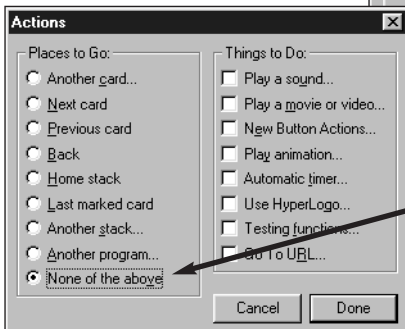 Actions
Places to Go:
Another card...
Next card
Previous card
Back
Home stack
Last marked card
Another stack...
Another program...
None of the above
Things to Do:
Play a sound...
Play a movie or video...
New Button Actions...
Play animation...
Automatic timer...
Use HyperLogo...
Testing functions...
Go To URL...
Cancel
Done